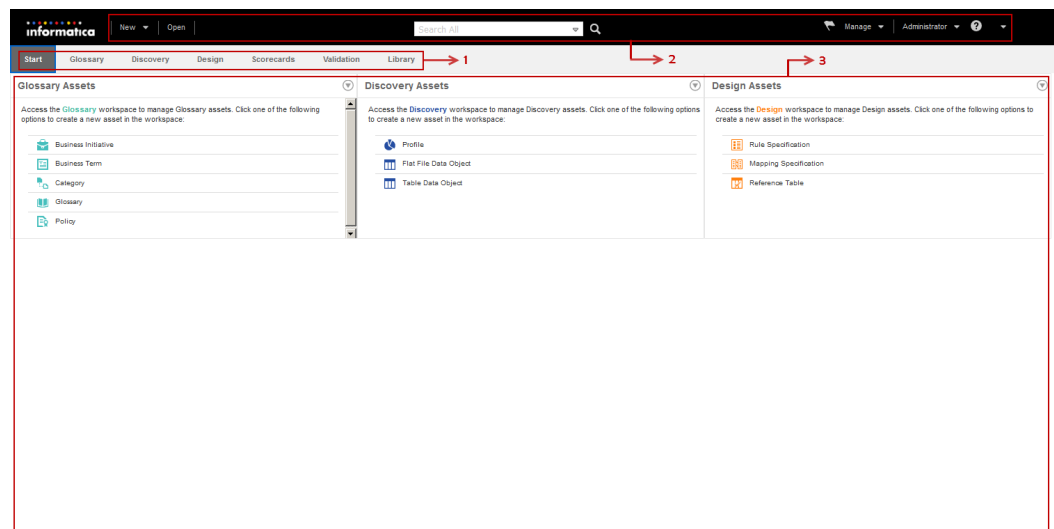 informatica New Open Search All Manage Administrator ?
Start Glossary Discovery Design Scorecards Validation Library 1 2 3
Glossary Assets
Access the Glossary workspace to manage Glossary assets. Click one of the following
options to create a new asset in the workspace:
Business Initiative
Business Term
Category
Glossary
Policy
Discovery Assets
Access the Discovery workspace to manage Discovery assets. Click one of the following options
to create a new asset in the workspace:
Profile
Flat File Data Object
Table Data Object
Design Assets
Access the Design workspace to manage Design assets. Click one of the following options to
create a new asset in the workspace:
Rule Specification
Mapping Specification
Reference Table